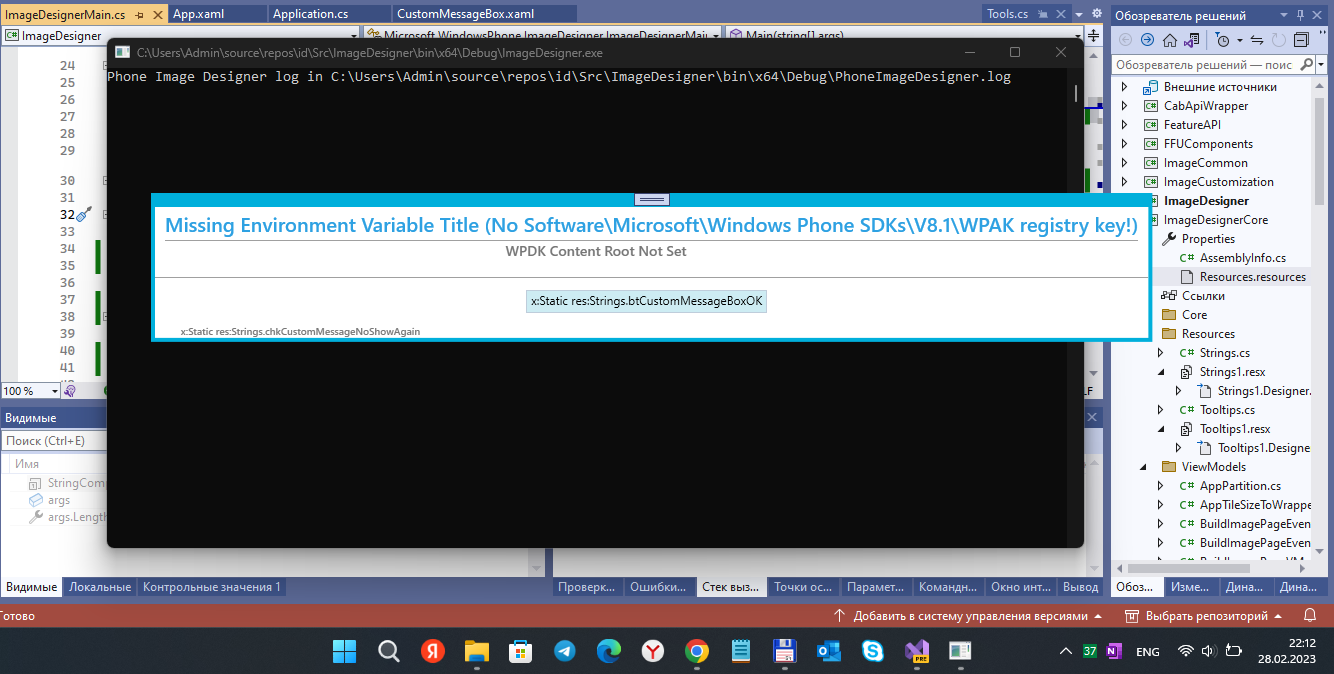 ImageDesignerMain.cs
App.xaml
Application.cs
CustomMessageBox.xaml
Tools.cs
Обозреватель решений
ImageDesigner
Microsoft.WindowsPhone.ImageDesigner.ImageDesignerMain
Main(string[] args)
Обозреватель решений — поис
C:\Users\Admin\source\repos\id\Src\ImageDesigner\bin\x64\Debug\ImageDesigner.exe
Phone Image Designer log in C:\Users\Admin\source\repos\id\Src\ImageDesigner\bin\x64\Debug\PhoneImageDesigner.log
24
25
26
27
28
29
30
31
32
33
34
35
36
37
38
39
40
41
Missing Environment Variable Title (No Software\Microsoft\Windows Phone SDKs\V8.1\WPAK registry key!)
WPDK Content Root Not Set
x:Static res:Strings.btCustomMessageBoxOK
x:Static res:Strings.chkCustomMessageNoShowAgain
Внешние источники
C# CabApiWrapper
C# FeatureAPI
C# FFUComponents
C# ImageCommon
C# ImageCustomization
ImageDesigner
ImageDesignerCore
Properties
C# AssemblyInfo.cs
Resources.resources
Ссылки
Core
Resources
C# Strings.cs
Strings1.resx
Strings1.Designer.
C# Tooltips.cs
Tooltips1.resx
Tooltips1.Designe
ViewModels
C# AppPartition.cs
C# AppTileSizeToWrappe
C# BuildImagePageEven
C# BuildImagePageEven
100 %
LF
Видимые
Поиск (Ctrl+E)
Имя
StringComp
args
args.Length
Видимые
Локальные
Контрольные значения 1
Проверк...
Ошибки...
Стек выз...
Точки ос...
Парамет...
Командн...
Окно инт...
Вывод
Обоз...
Изме...
Дина...
Дина...
Готово
Добавить в систему управления версиями
Выбрать репозиторий
Я
Y
31
PRE
37
N
ENG
22:12
28.02.2023